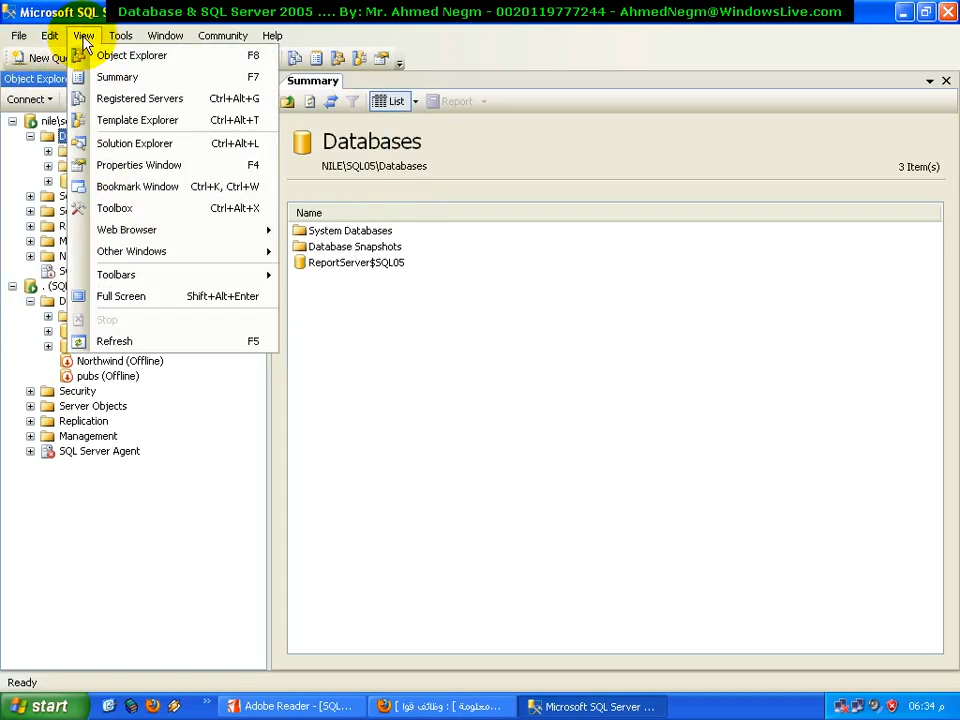 Microsoft SQL S
Database & SQL Server 2005 .... By: Mr. Ahmed Negm - 0020119777244 - AhmedNegm@WindowsLive.com
File Edit View Tools Window Community Help
New Qu
Object Explor
Connect
Object Explorer F8
Summary F7
Registered Servers Ctrl+Alt+G
Template Explorer Ctrl+Alt+T
Solution Explorer Ctrl+Alt+L
Properties Window F4
Bookmark Window Ctrl+K, Ctrl+W
Toolbox Ctrl+Alt+X
Web Browser
Other Windows
Toolbars
Full Screen Shift+Alt+Enter
Stop
Refresh F5
nile\s
D
S
S
R
M
N
S
. (SQ
D
Northwind (Offline)
pubs (Offline)
Security
Server Objects
Replication
Management
SQL Server Agent
Summary
List Report
Databases
NILE\SQL05\Databases
3 Item(s)
Name
System Databases
Database Snapshots
ReportServer$SQL05
Ready
start
Adobe Reader - [SQL...
[ معلومة ] : وظائف قوا...
Microsoft SQL Server ...
06:34 م